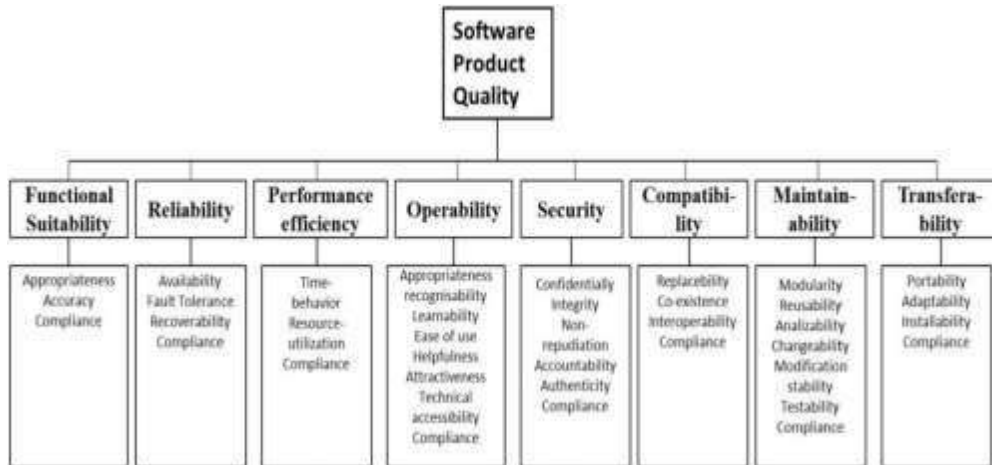 Software
Product
Quality
Functional
Suitability
Reliability
Performance
efficiency
Operability
Security
Compatibi-
lity
Maintain-
ability
Transfera-
bility
Appropriateness
Accuracy
Compliance
Availability
Fault Tolerance
Recoverability
Compliance
Time-
behavior
Resource-
utilization
Compliance
Appropriateness
recognisability
Learnability
Ease of use
Helpfulness
Attractiveness
Technical
accessibility
Compliance
Confidentially
Integrity
Non-
repudiation
Accountability
Authenticity
Compliance
Replacebility
Co-existence
Interoperability
Compliance
Modularity
Reusability
Analizability
Changeability
Modification
stability
Testability
Compliance
Portability
Adaptability
Installability
Compliance